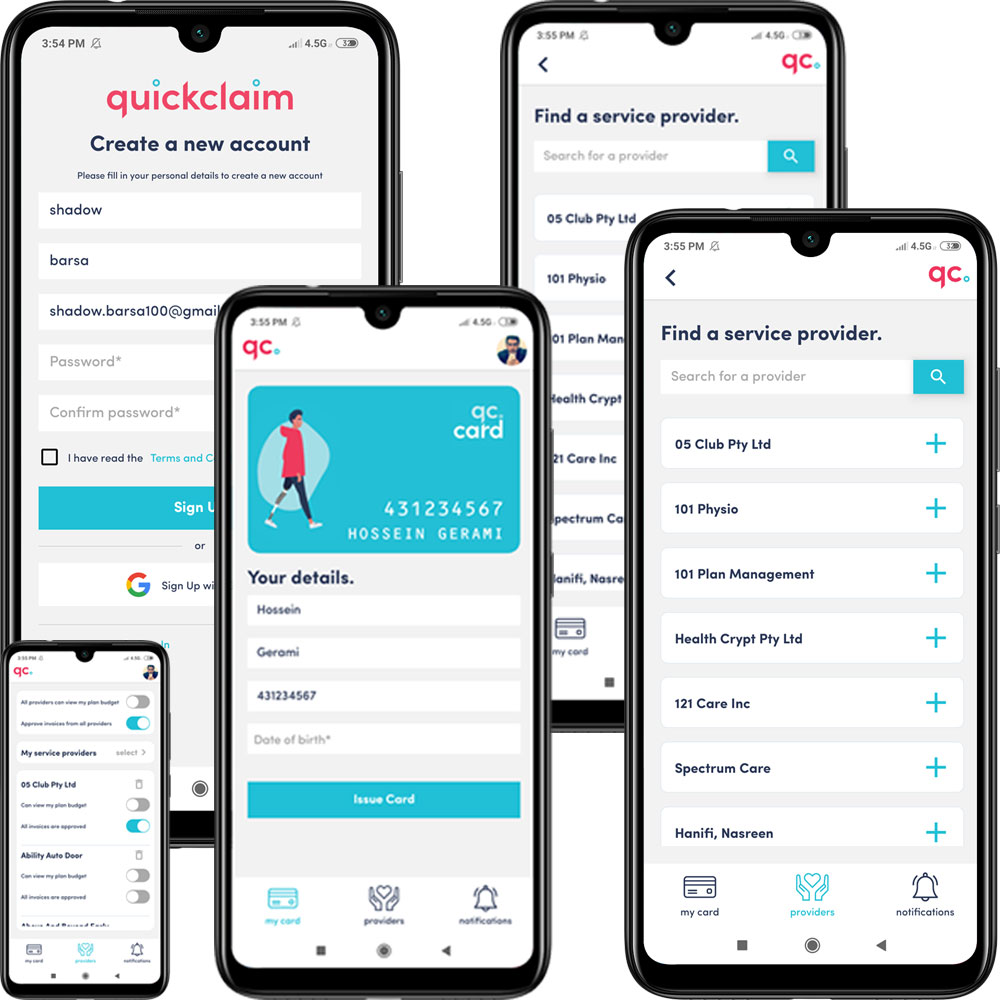 3:54 PM
4.5G
32
quickclaim
Create a new account
Please fill in your personal details to create a new account
shadow
barsa
shadow.barsa100@gmail
Password*
Confirm password*
I have read the Terms and C
Sign U
or
Sign Up wi
In
3:55 PM
4.5G
qc.
Find a service provider.
Search for a provider
05 Club Pty Ltd
101 Physio
01 Plan Man
Health Crypt
21 Care Inc
Spectrum Ca
Hanifi, Nasre
my card
3:55 PM
4.5G
qc.
qc.
card
431234567
HOSSEIN GERAMI
Your details.
Hossein
Gerami
431234567
Date of birth*
Issue Card
my card
providers
notifications
3:55 PM
4.5G
32
qc.
Find a service provider.
Search for a provider
05 Club Pty Ltd
101 Physio
101 Plan Management
Health Crypt Pty Ltd
121 Care Inc
Spectrum Care
Hanifi, Nasreen
my card
providers
notifications
3:55 PM
4.5G
qc.
All providers can view my plan budget
Approve invoices from all providers
My service providers
select >
05 Club Pty Ltd
Can view my plan budget
All invoices are approved
Ability Auto Door
Can view my plan budget
All invoices are approved
my card
providers
notifications